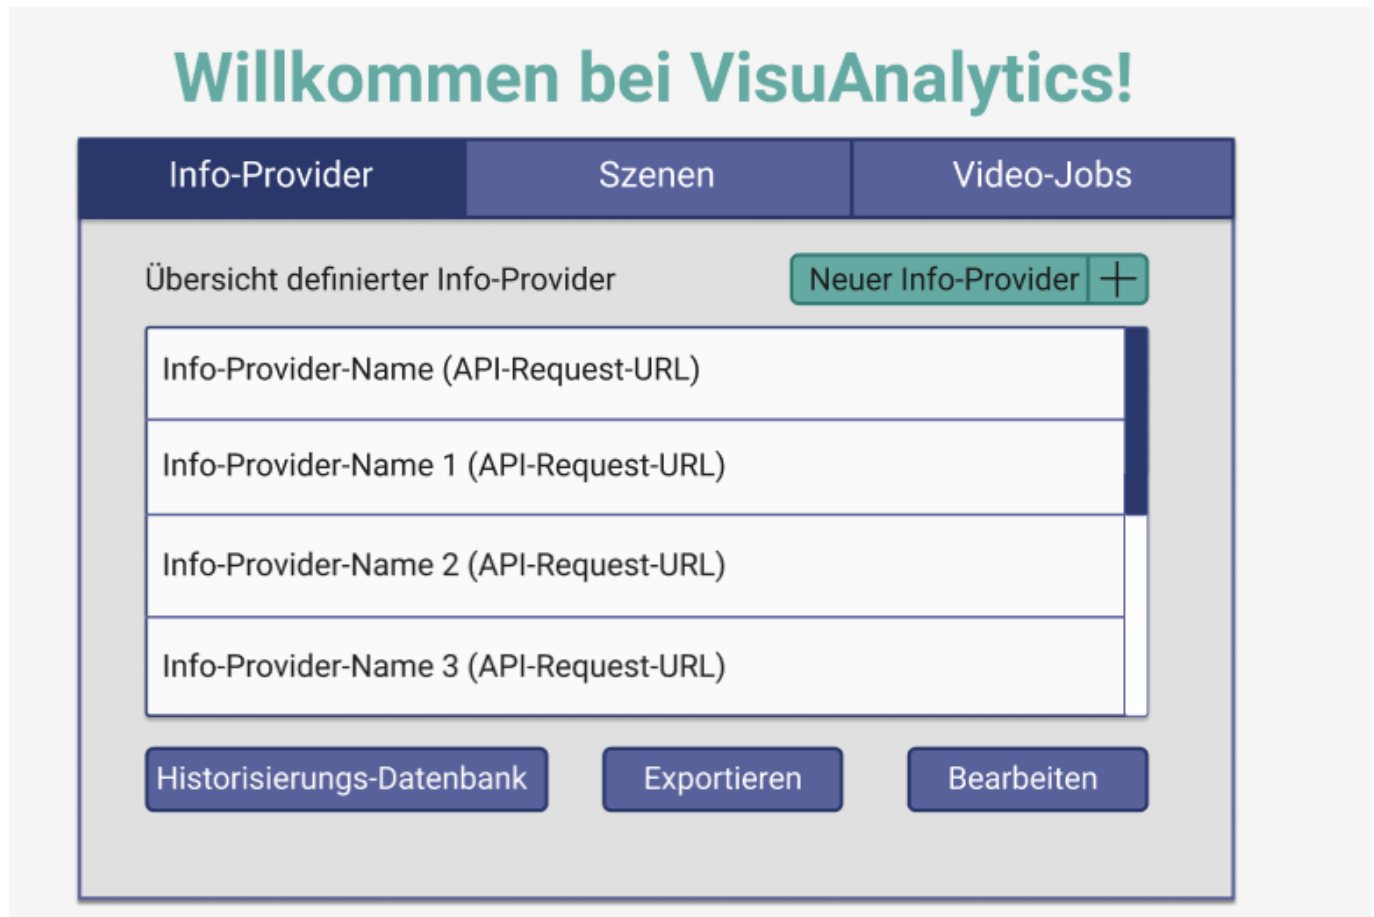 Willkommen bei VisuAnalytics!
Info-Provider
Szenen
Video-Jobs
Übersicht definierter Info-Provider
Neuer Info-Provider
Info-Provider-Name (API-Request-URL)
Info-Provider-Name 1 (API-Request-URL)
Info-Provider-Name 2 (API-Request-URL)
Info-Provider-Name 3 (API-Request-URL)
Historisierungs-Datenbank
Exportieren
Bearbeiten